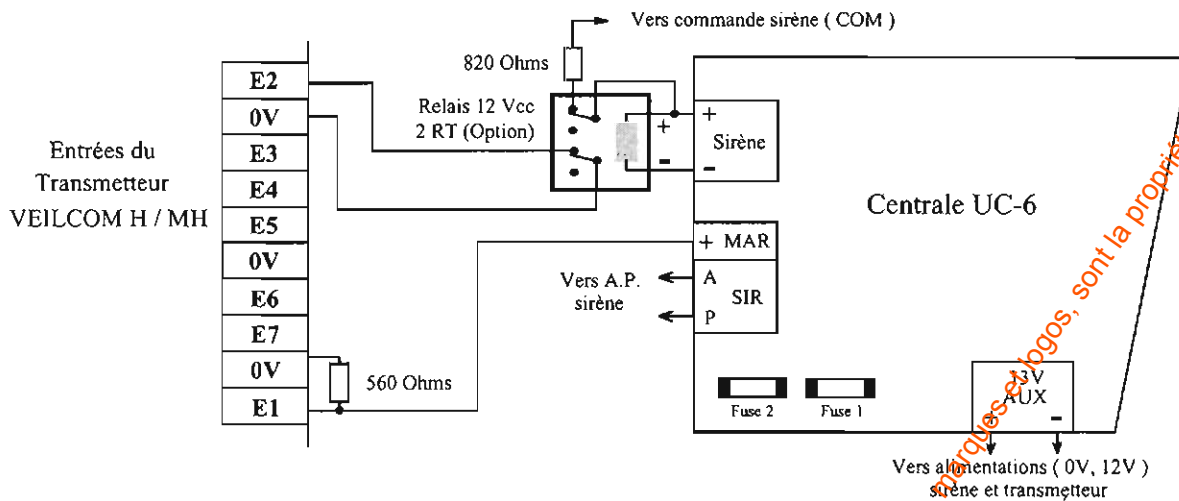 Vers commande sirène ( COM )
820 Ohms
Relais 12 Vcc
2 RT (Option)
E2
0V
E3
E4
E5
0V
E6
E7
0V
E1
Entrées du
Transmetteur
VEILCOM H / MH
560 Ohms
+
-
+
Sirène
-
Centrale UC-6
+ MAR
A
SIR
P
Vers A.P.
sirène
Fuse 2
Fuse 1
13V
AUX
+
-
Vers alimentations ( 0V, 12V )
sirène et transmetteur
marques et logos, sont la